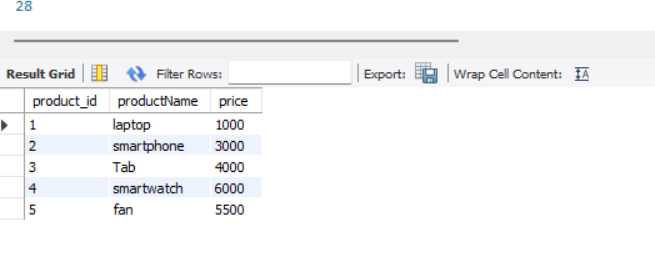 28
Result Grid Filter Rows: Export: Wrap Cell Content: IA
product_id productName price
1 laptop 1000
2 smartphone 3000
3 Tab 4000
4 smartwatch 6000
5 fan 5500